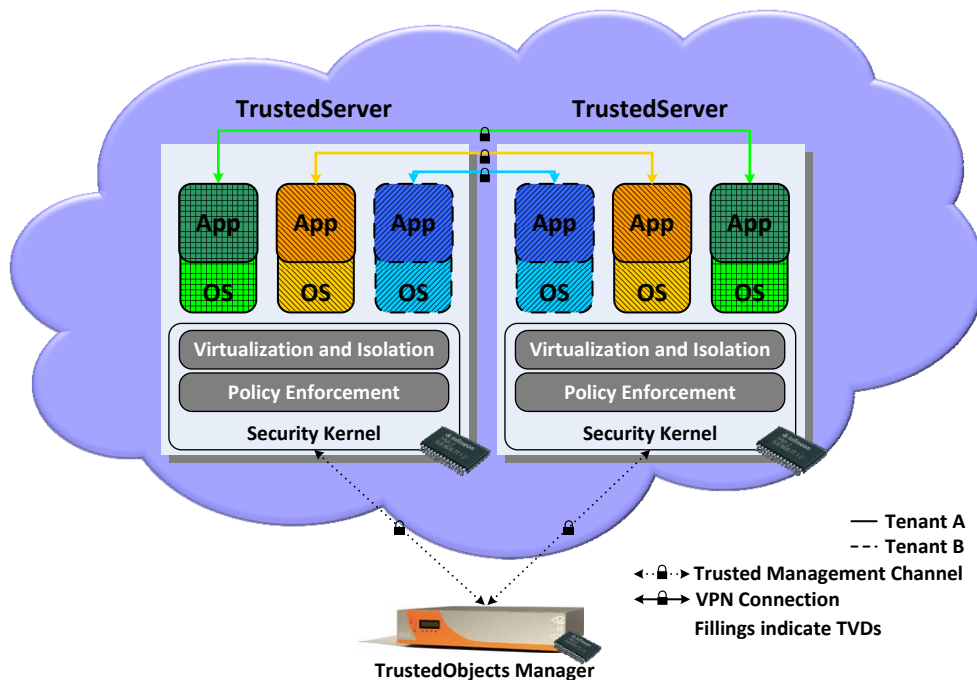 TrustedServer
TrustedServer
App
App
App
App
App
App
OS
OS
OS
OS
OS
OS
Virtualization and Isolation
Virtualization and Isolation
Policy Enforcement
Policy Enforcement
Security Kernel
Security Kernel
Infineon
Tenant A
Tenant B
Trusted Management Channel
VPN Connection
Fillings indicate TVDs
TrustedObjects Manager